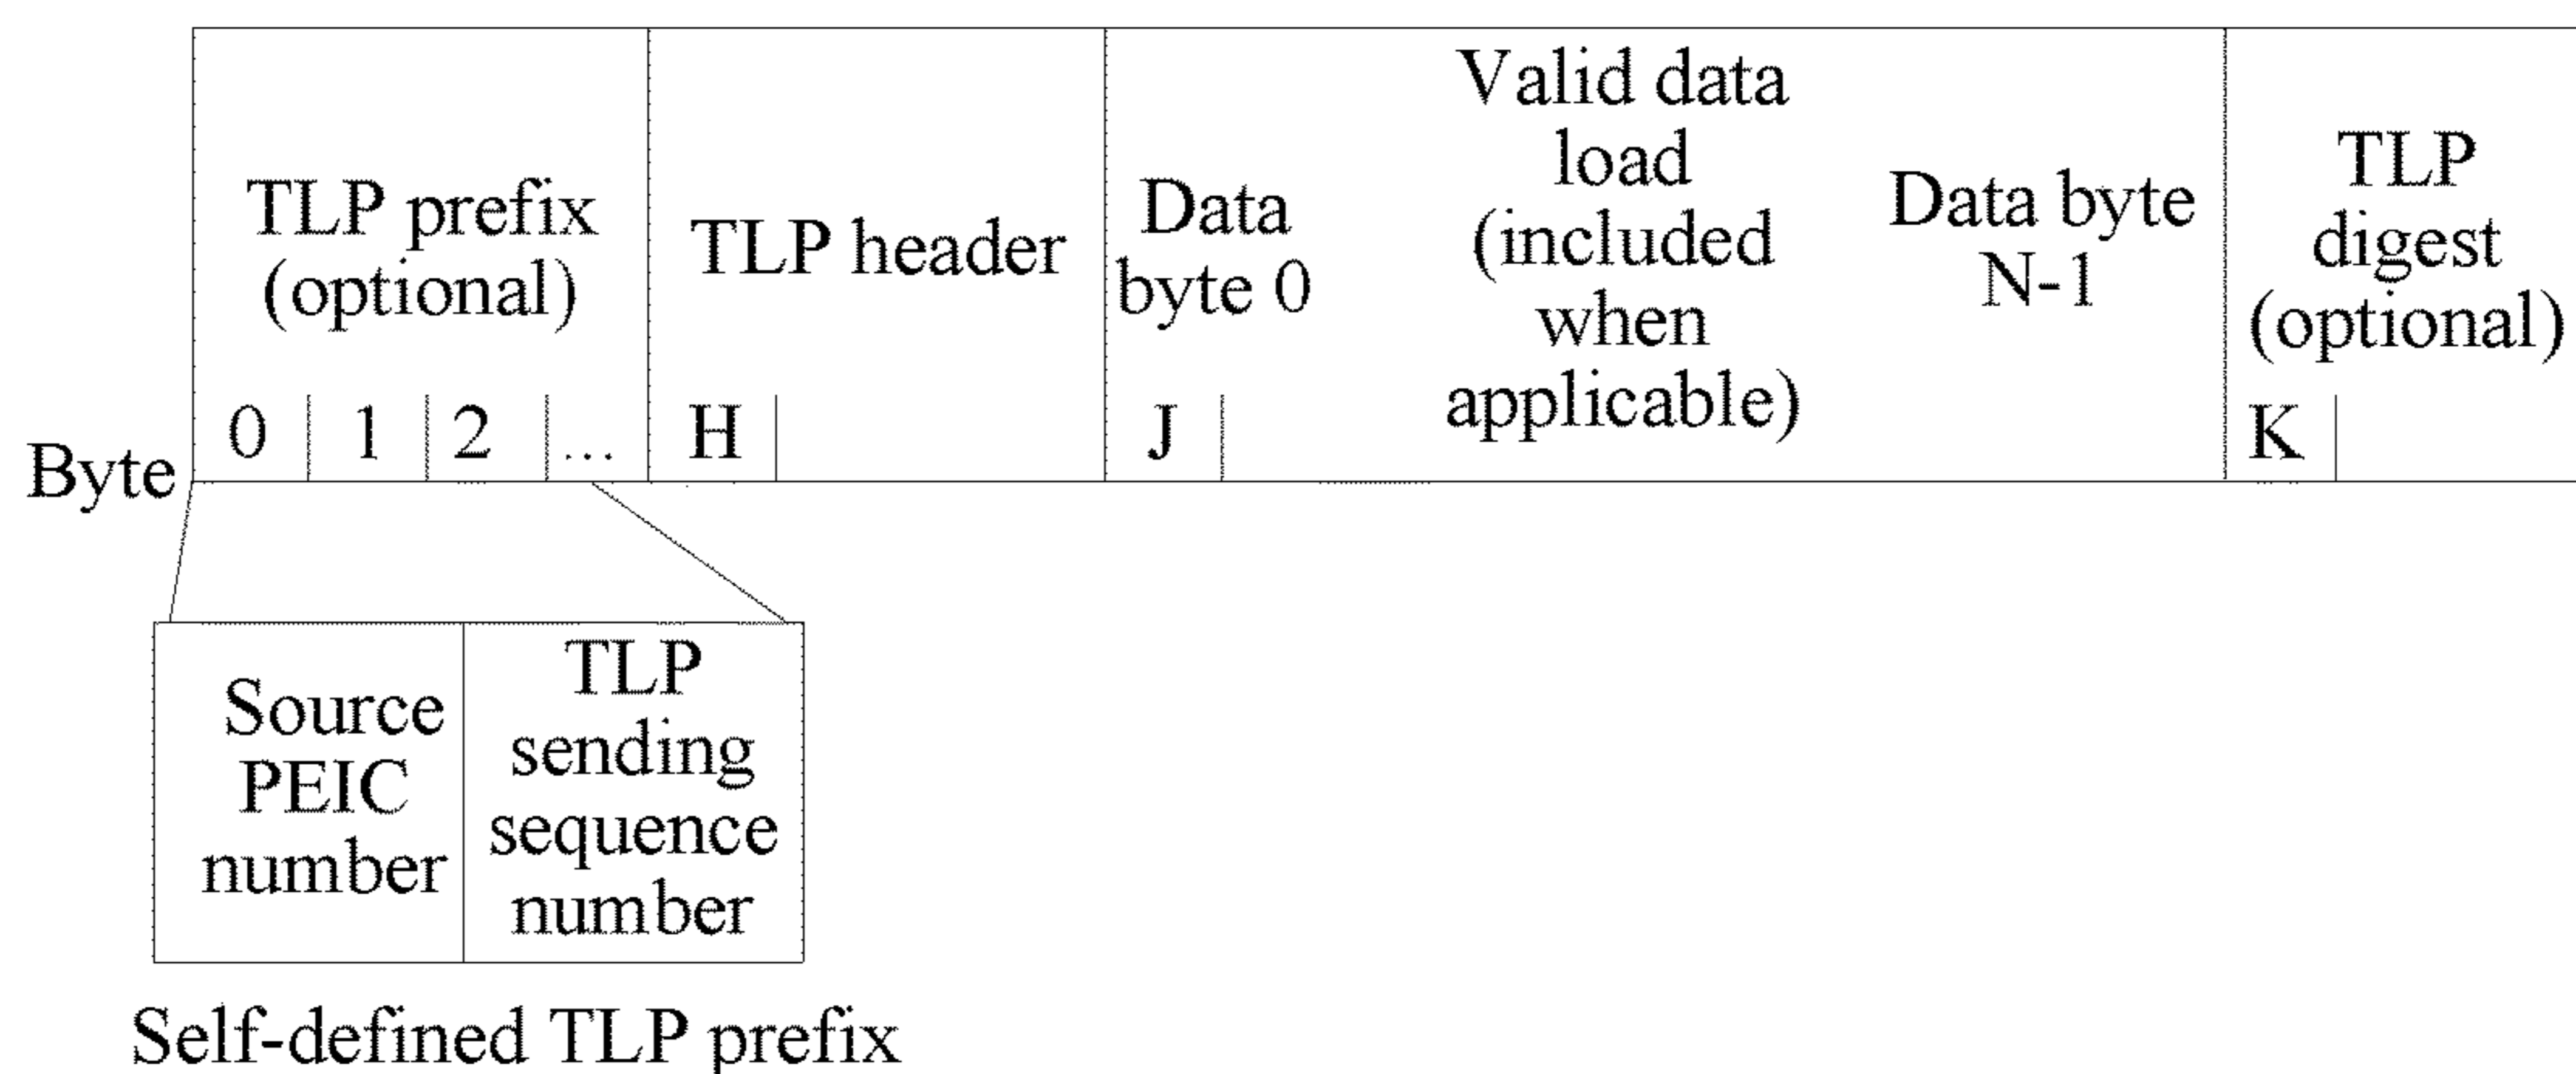 TLP prefix
(optional)
TLP header
Data
byte 0
Valid data
load
(included
when
applicable)
Data byte
N-1
TLP
digest
(optional)
Byte
0
1
2
...
H
J
K
Source
PEIC
number
TLP
sending
sequence
number
Self-defined TLP prefix